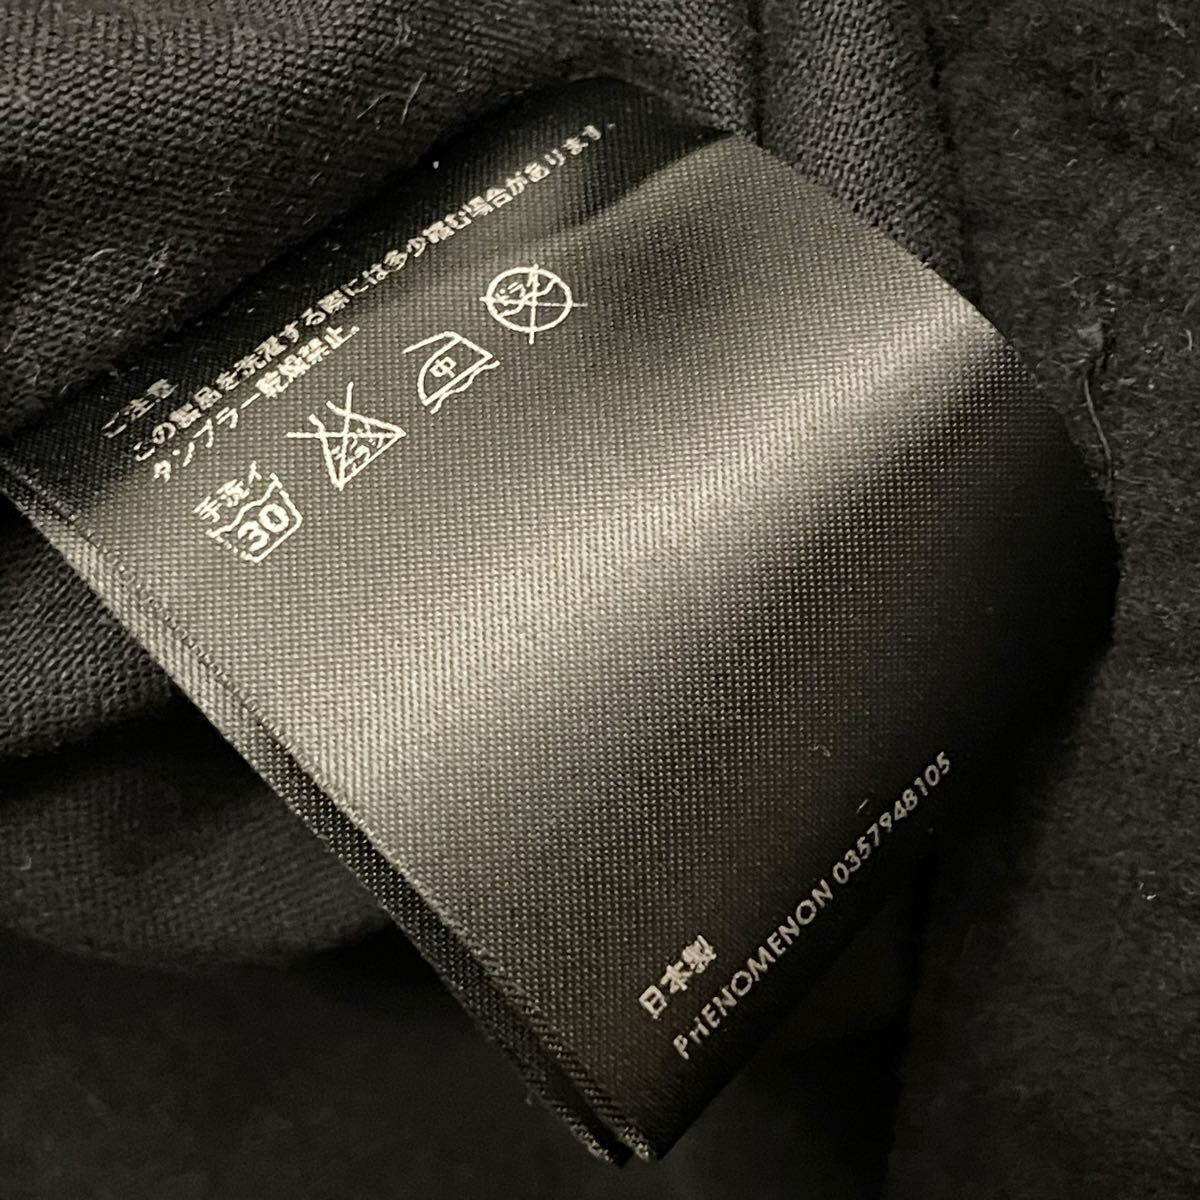 ご注意
この製品を洗濯する際には多少縮む場合があります。
タンブラー乾燥禁止。
手洗イ
30
中
日本製
PHENOMENON 0357948105